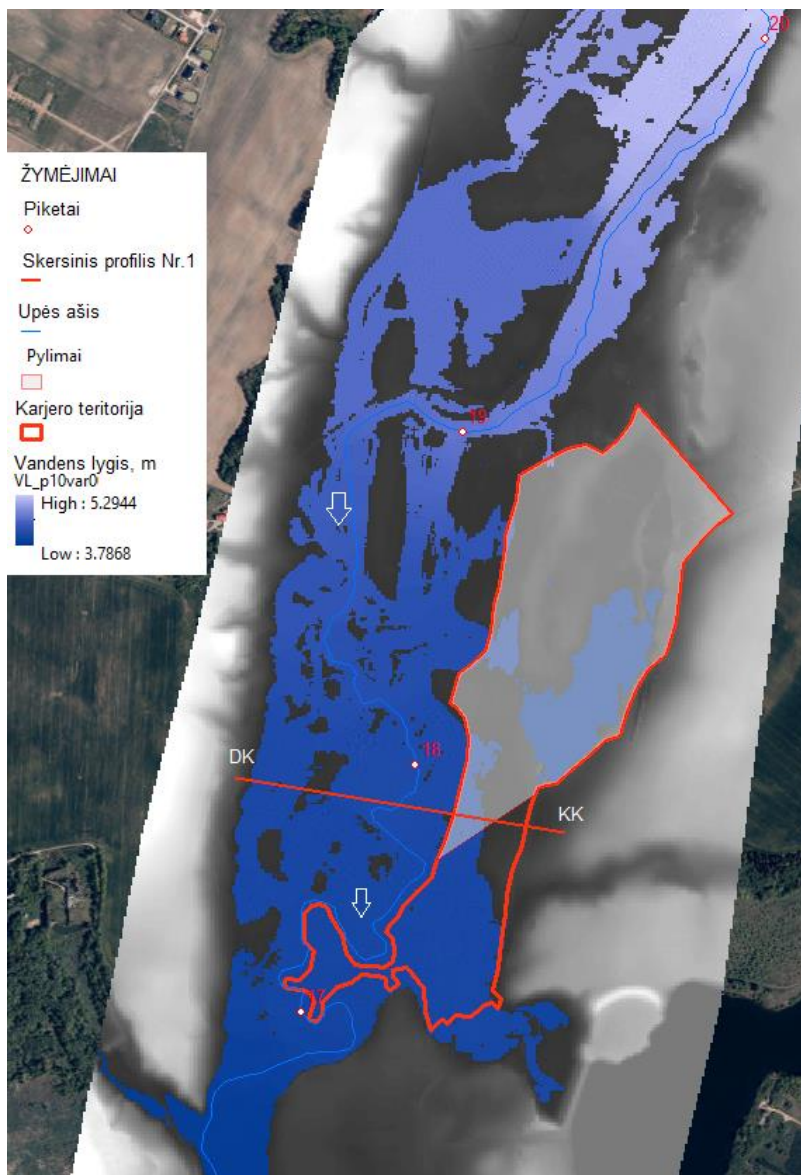 20
ŽYMĖJIMAI
Piketai
Skersinis profilis Nr.1
Upės ašis
Pylimai
Karjero teritorija
Vandens lygis, m
VL_p10var0
High : 5.2944
Low : 3.7868
19
18
DK
KK
17